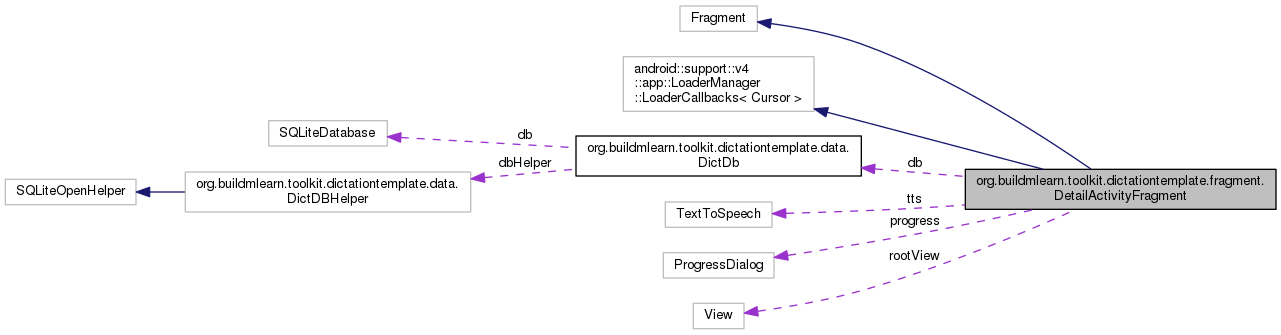 Fragment
android::support::v4
::app::LoaderManager
::LoaderCallbacks< Cursor >
SQLiteDatabase
db
org.buildmlearn.toolkit.dictationtemplate.data.
DictDb
dbHelper
db
SQLiteOpenHelper
org.buildmlearn.toolkit.dictationtemplate.data.
DictDBHelper
org.buildmlearn.toolkit.dictationtemplate.fragment.
DetailActivityFragment
tts
TextToSpeech
progress
ProgressDialog
rootView
View